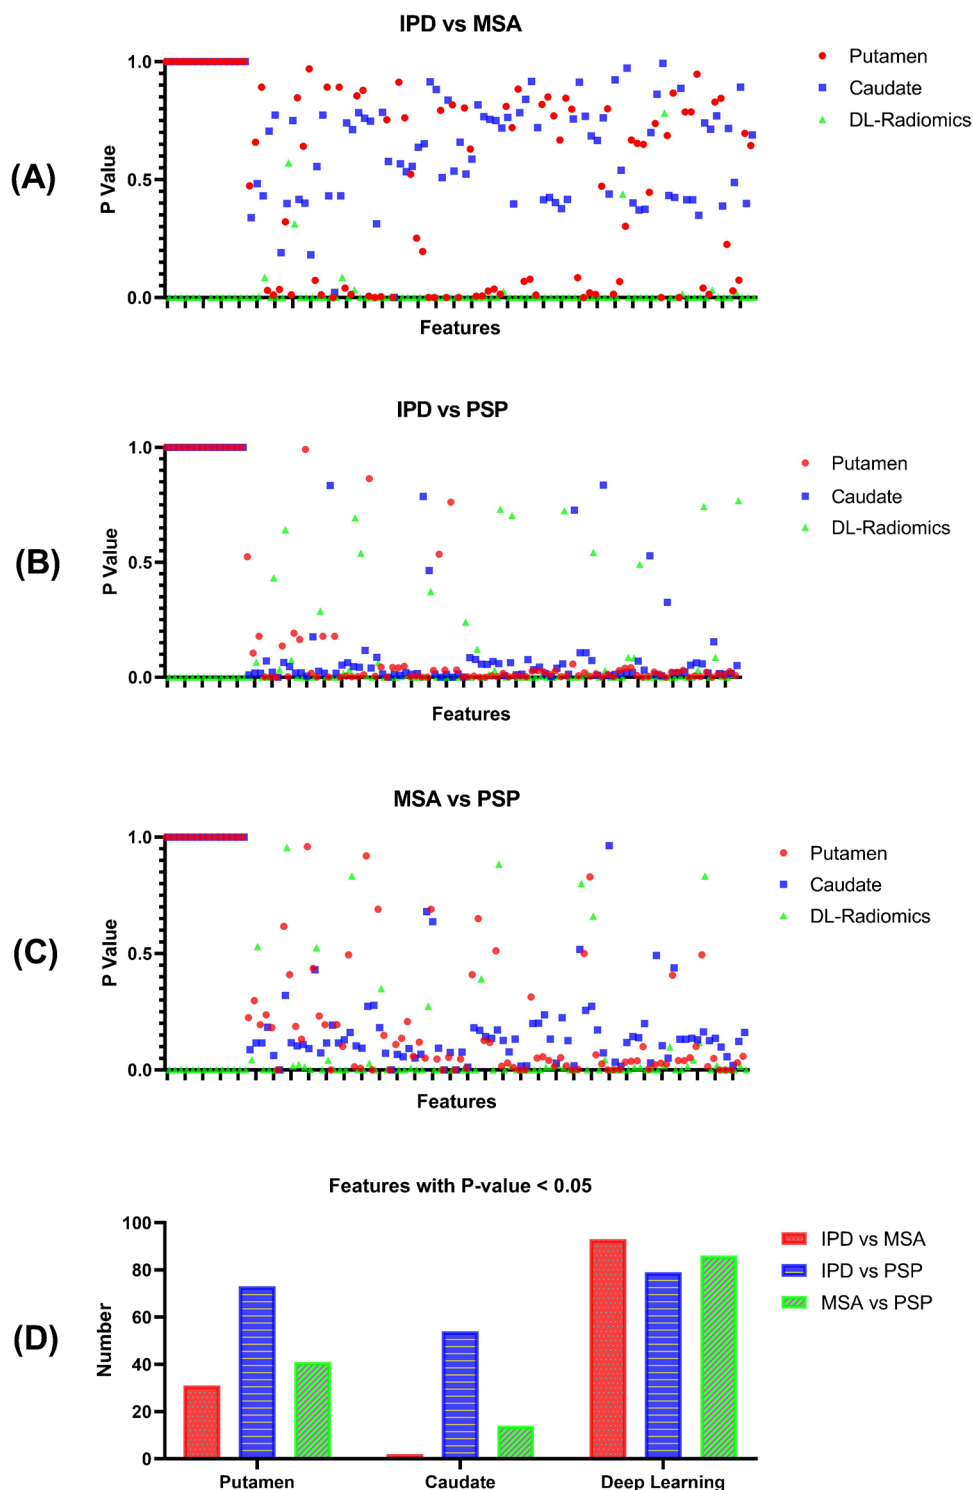 IPD vs MSA
(A)
P Value
1.0
0.5
0.0
Features
Putamen
Caudate
DL-Radiomics
IPD vs PSP
(B)
P Value
1.0
0.5
0.0
Features
Putamen
Caudate
DL-Radiomics
MSA vs PSP
(C)
P Value
1.0
0.5
0.0
Features
Putamen
Caudate
DL-Radiomics
Features with P-value < 0.05
(D)
Number
100
80
60
40
20
0
Putamen
Caudate
Deep Learning
IPD vs MSA
IPD vs PSP
MSA vs PSP